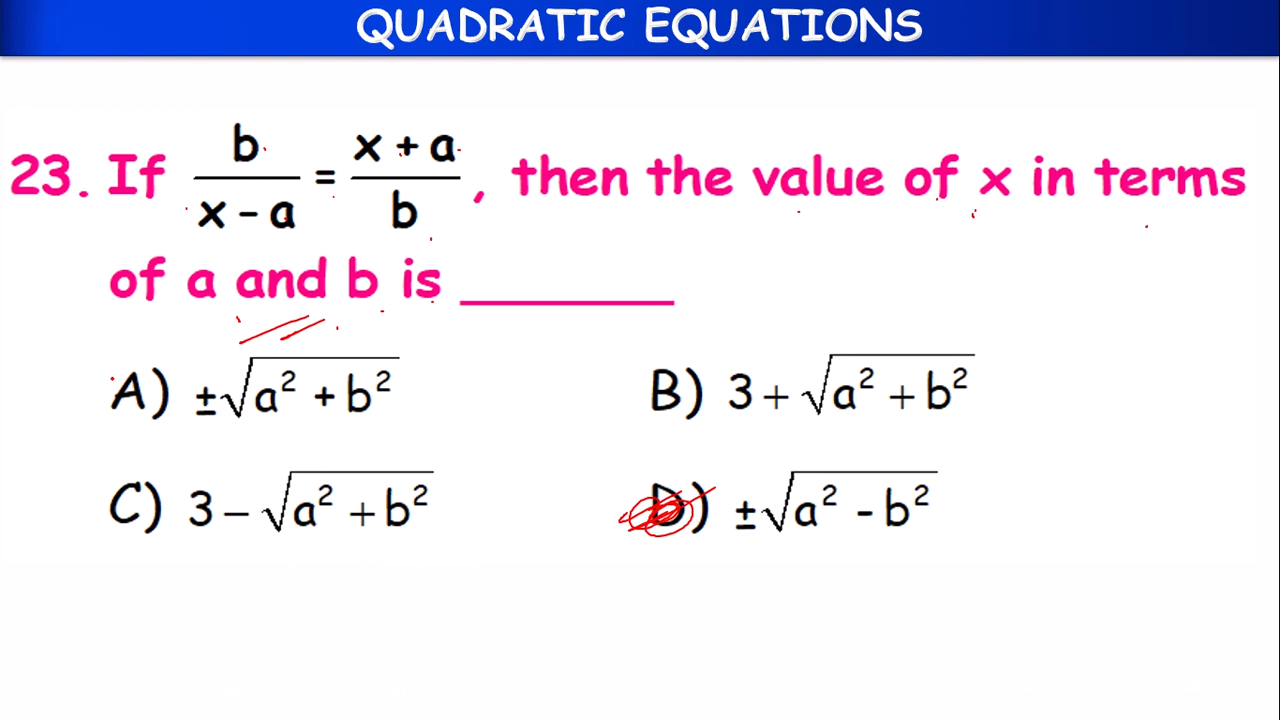 QUADRATIC EQUATIONS
23. If b/(x – a) = (x + a)/b , then the value of x in terms
of a and b is ________
A) ±√(a² + b²) B) 3 + √(a² + b²)
C) 3 – √(a² + b²) D) ±√(a² - b²)